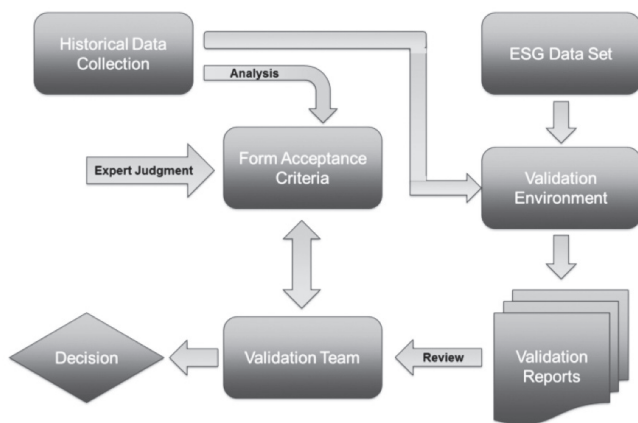 Historical Data
Collection
ESG Data Set
Analysis
Form Acceptance
Criteria
Expert Judgment
Validation
Environment
Decision
Validation Team
Review
Validation
Reports